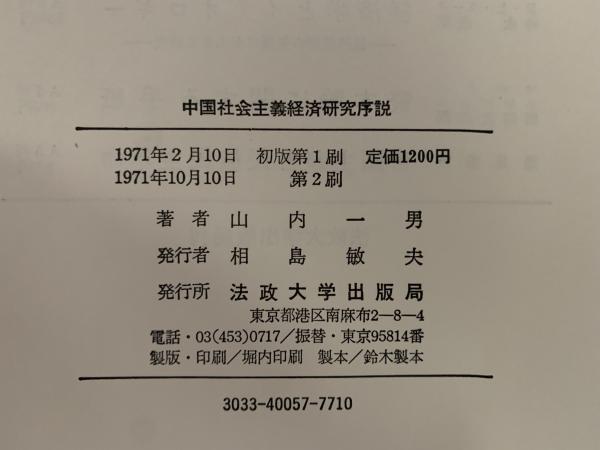 中国社会主義経済研究序説
1971年2月10日 初版第1刷 定価1200円
1971年10月10日 第2刷
著者 山内一男
発行者 相島敏夫
発行所 法政大学出版局
東京都港区南麻布2-8-4
電話・03(453)0717／振替・東京95814番
製版・印刷／堀内印刷 製本／鈴木製本
3033-40057-7710